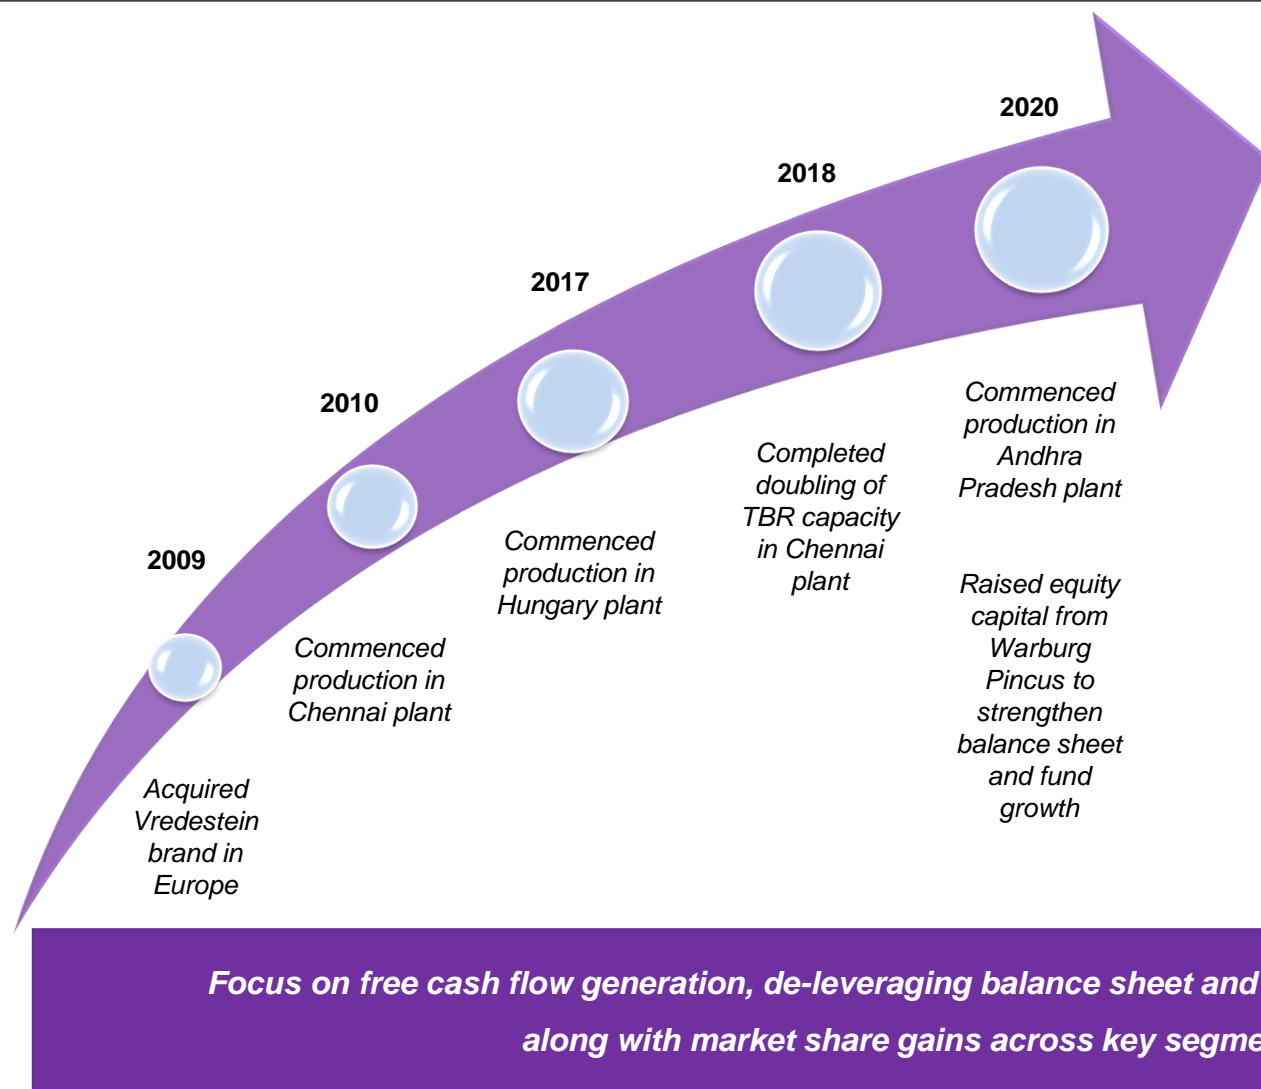 2009
Acquired
Vredestein
brand in
Europe
2010
Commenced
production in
Chennai plant
2017
Commenced
production in
Hungary plant
2018
Completed
doubling of
TBR capacity
in Chennai
plant
2020
Commenced
production in
Andhra
Pradesh plant
Raised equity
capital from
Warburg
Pincus to
strengthen
balance sheet
and fund
growth
Focus on free cash flow generation, de-leveraging balance sheet and
along with market share gains across key segme